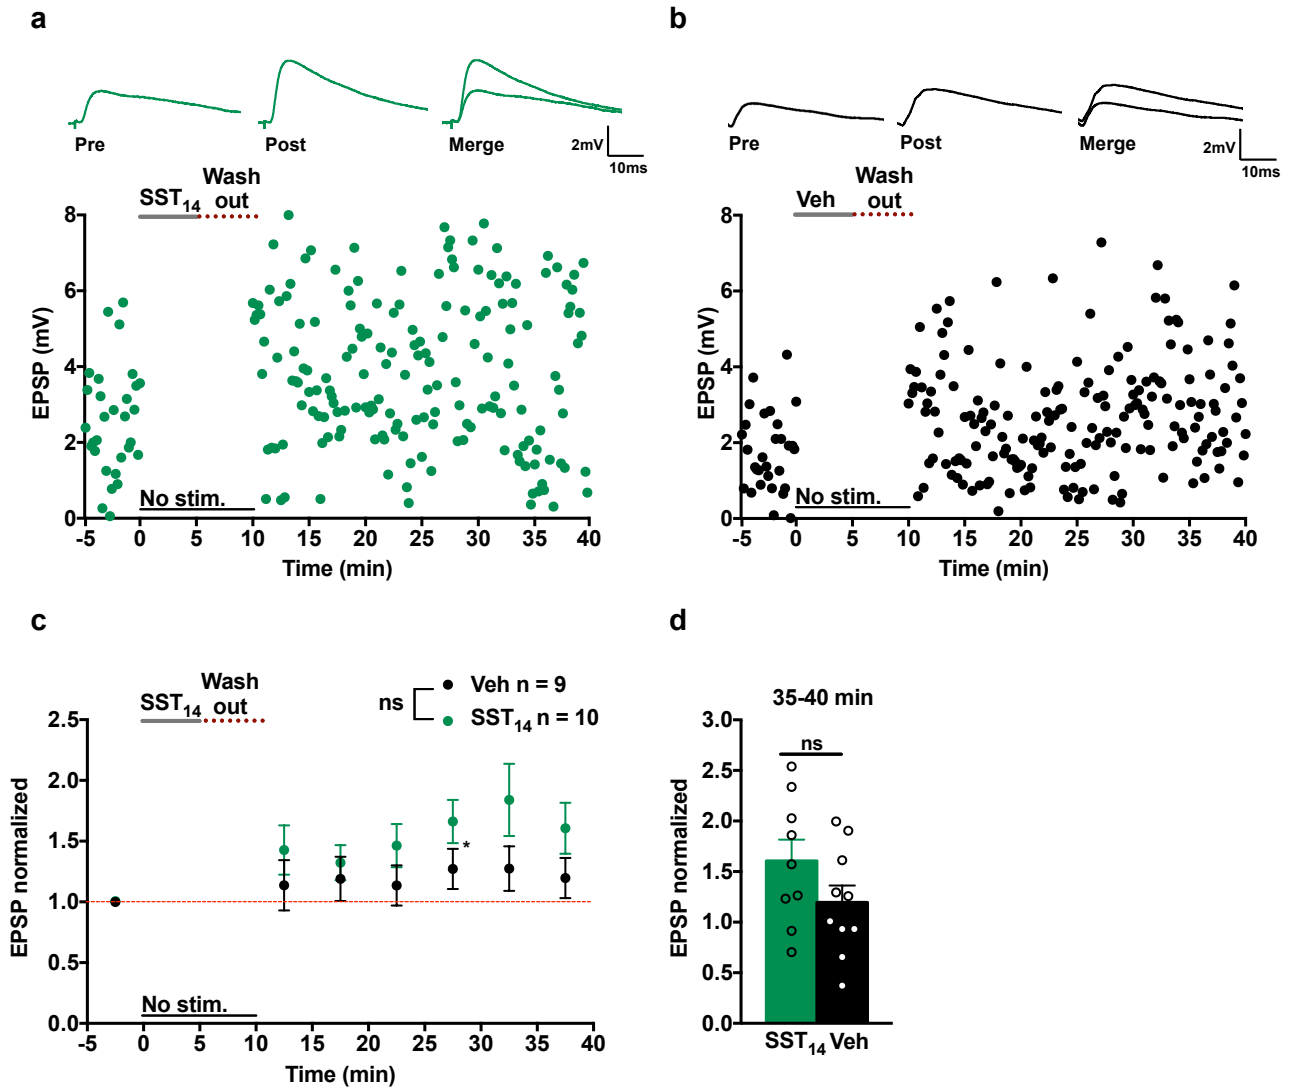 a
Pre
Post
Merge
2mV
10ms
SST14
Wash
out
8
6
4
2
0
EPSP (mV)
No stim.
-5 0 5 10 15 20 25 30 35 40
Time (min)
b
Pre
Post
Merge
2mV
10ms
Veh
Wash
out
8
6
4
2
0
EPSP (mV)
No stim.
-5 0 5 10 15 20 25 30 35 40
Time (min)
c
SST14
Wash
out
ns
Veh n = 9
SST14 n = 10
2.5
2.0
1.5
1.0
0.5
0.0
EPSP normalized
*
No stim.
-5 0 5 10 15 20 25 30 35 40
Time (min)
d
35-40 min
ns
3.0
2.5
2.0
1.5
1.0
0.5
0.0
EPSP normalized
SST14 Veh